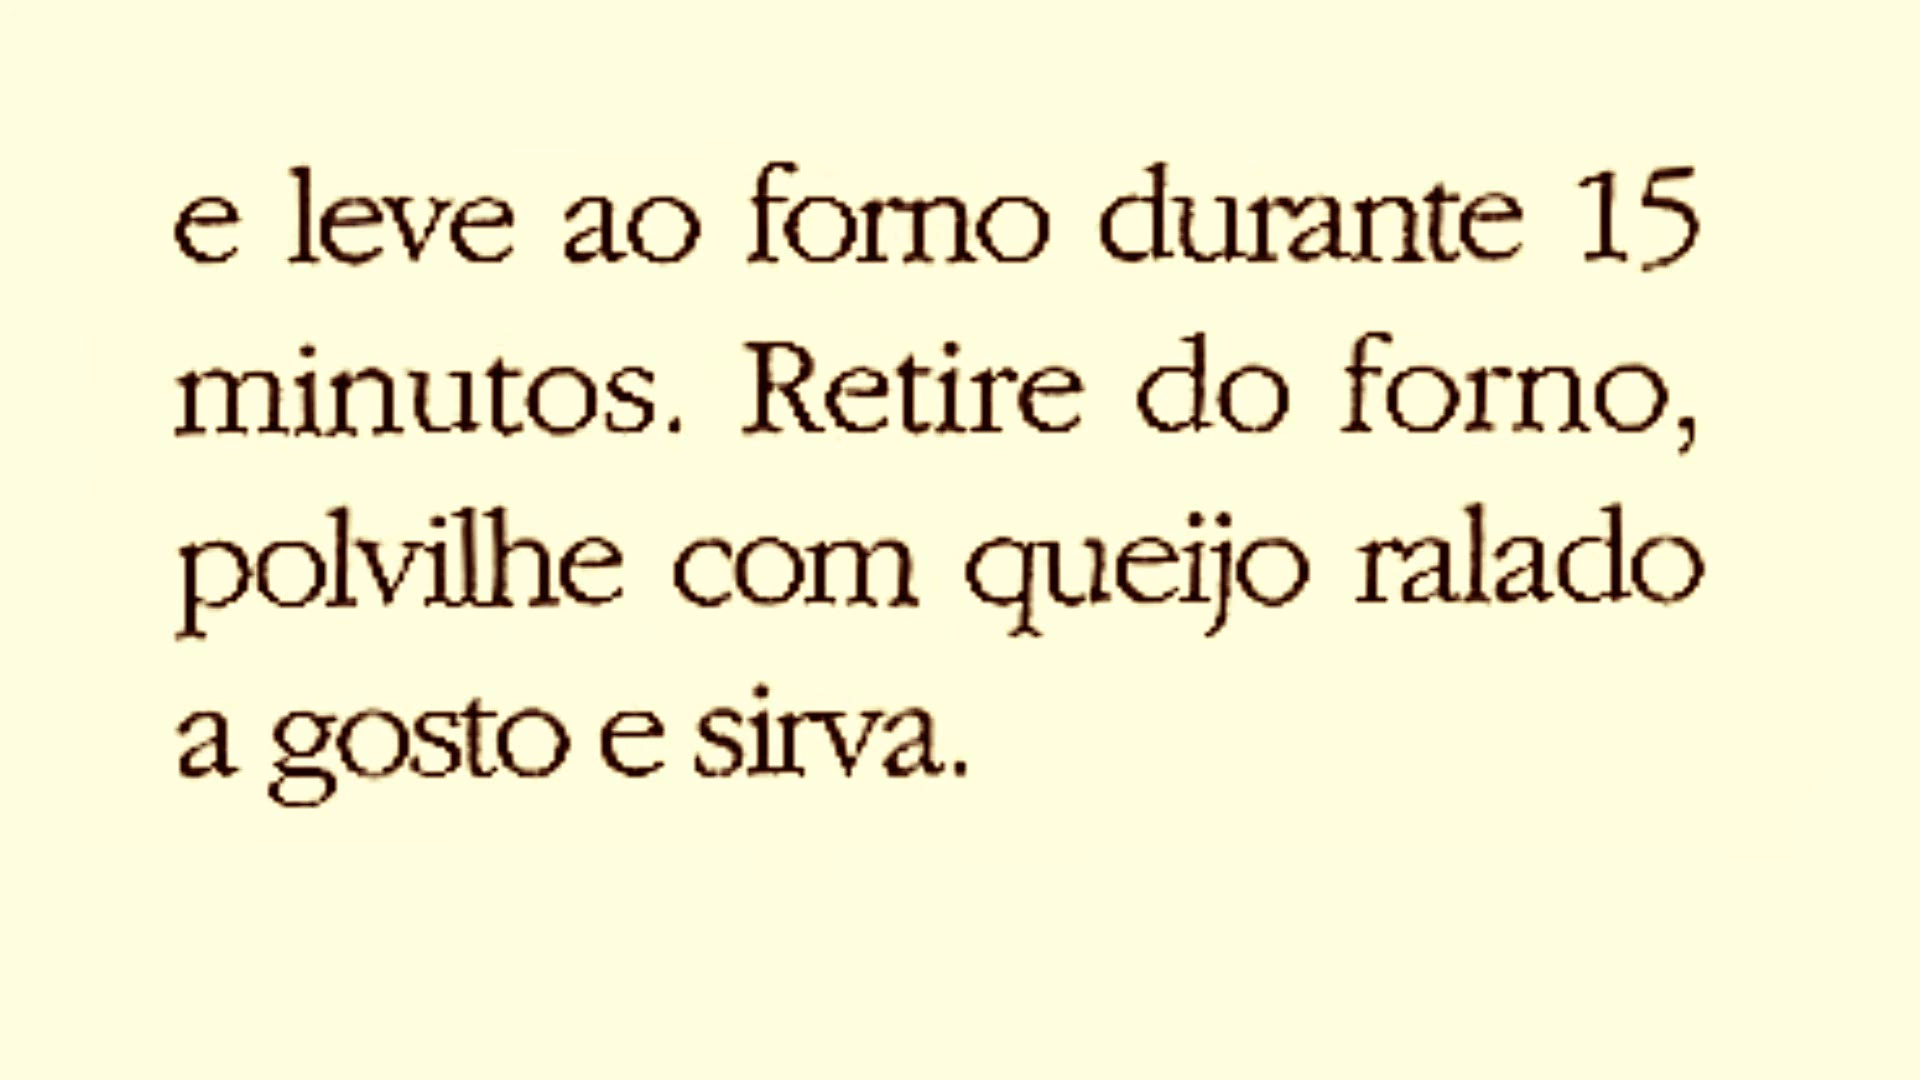 e leve ao forno durante 15
minutos. Retire do forno,
polvilhe com queijo ralado
a gosto e sirva.